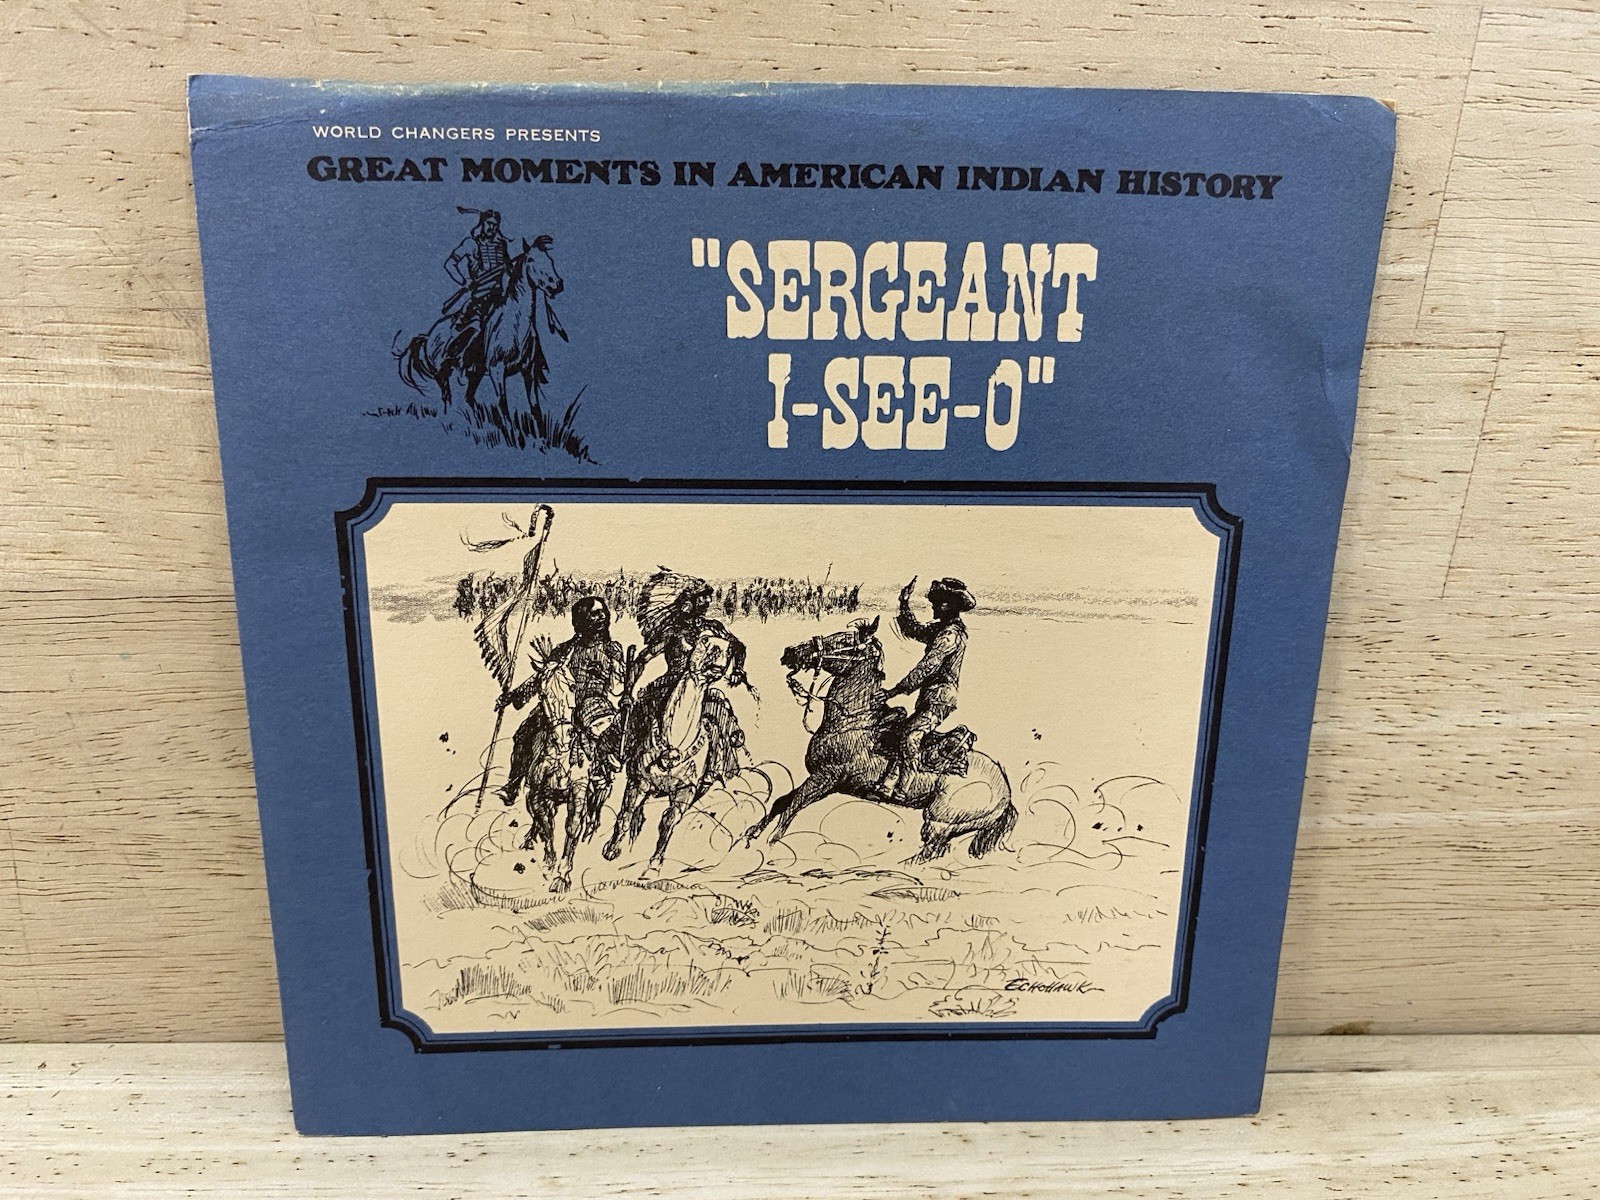 WORLD CHANGERS PRESENTS
GREAT MOMENTS IN AMERICAN INDIAN HISTORY
"SERGEANT
I-SEE-O"
ECHOHAWK